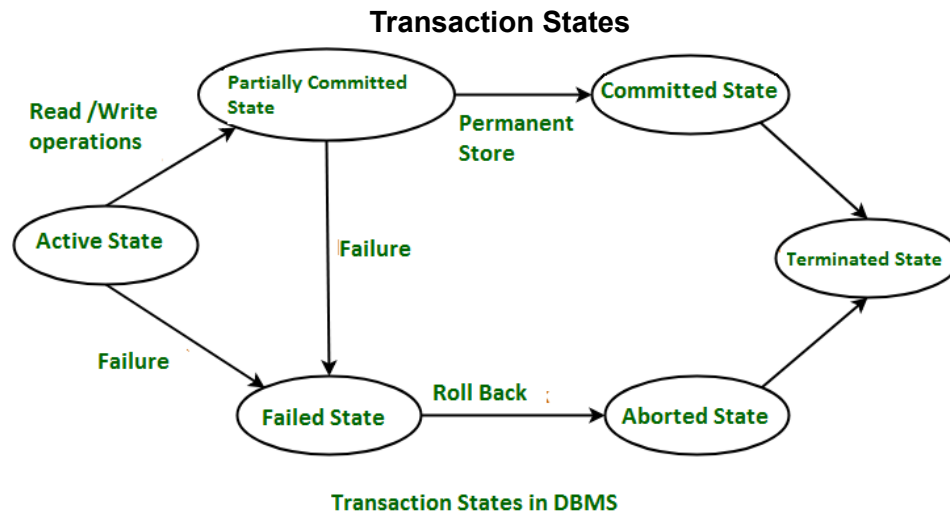 Transaction States
Partially Committed
State
Committed State
Read /Write
operations
Permanent
Store
Active State
Failure
Terminated State
Failure
Roll Back
Failed State
Aborted State
Transaction States in DBMS